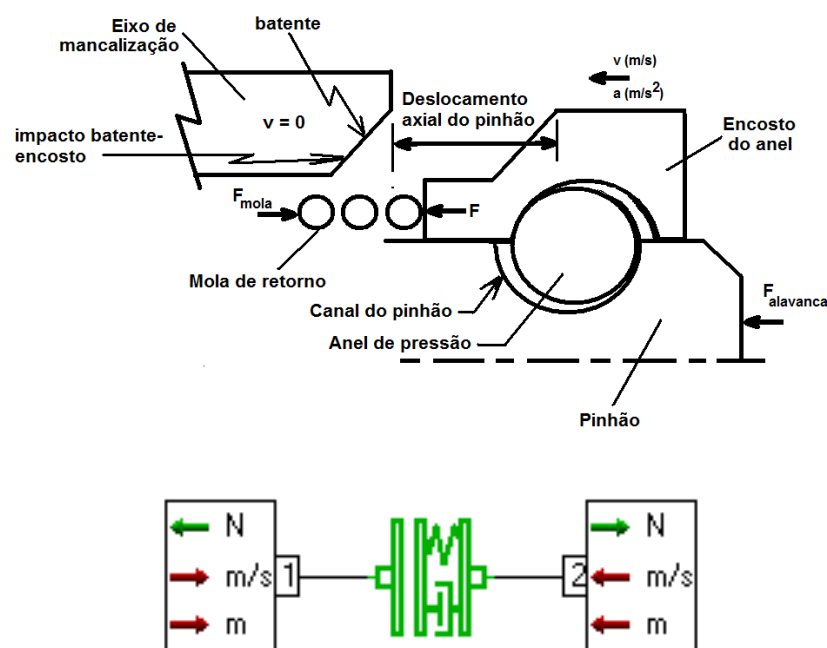 Eixo de
mancalização
batente
v = 0
impacto batente-
encosto
Deslocamento
axial do pinhão
v (m/s)
a (m/s²)
Encosto
do anel
Fmola
F
Mola de retorno
Canal do pinhão
Anel de pressão
Falavanca
Pinhão
N
m/s
m
1
2
N
m/s
m